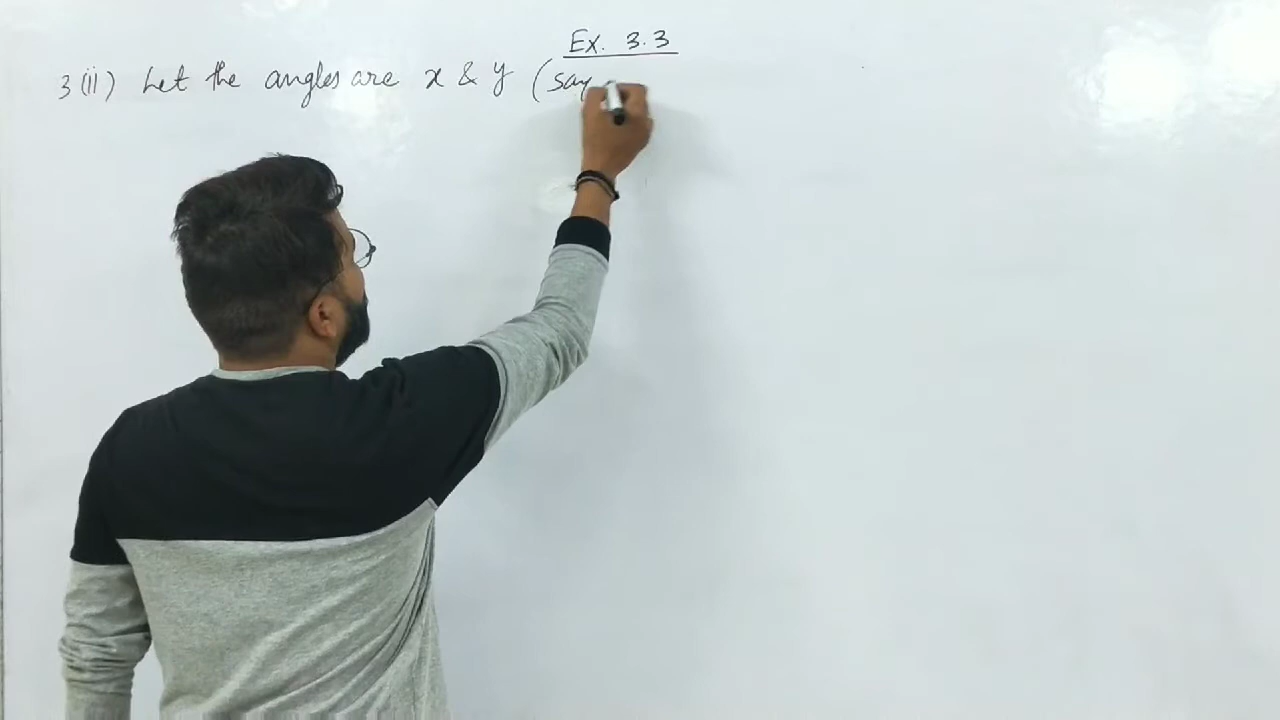 Ex. 3.3
3 (ii) Let the angles are x & y (say